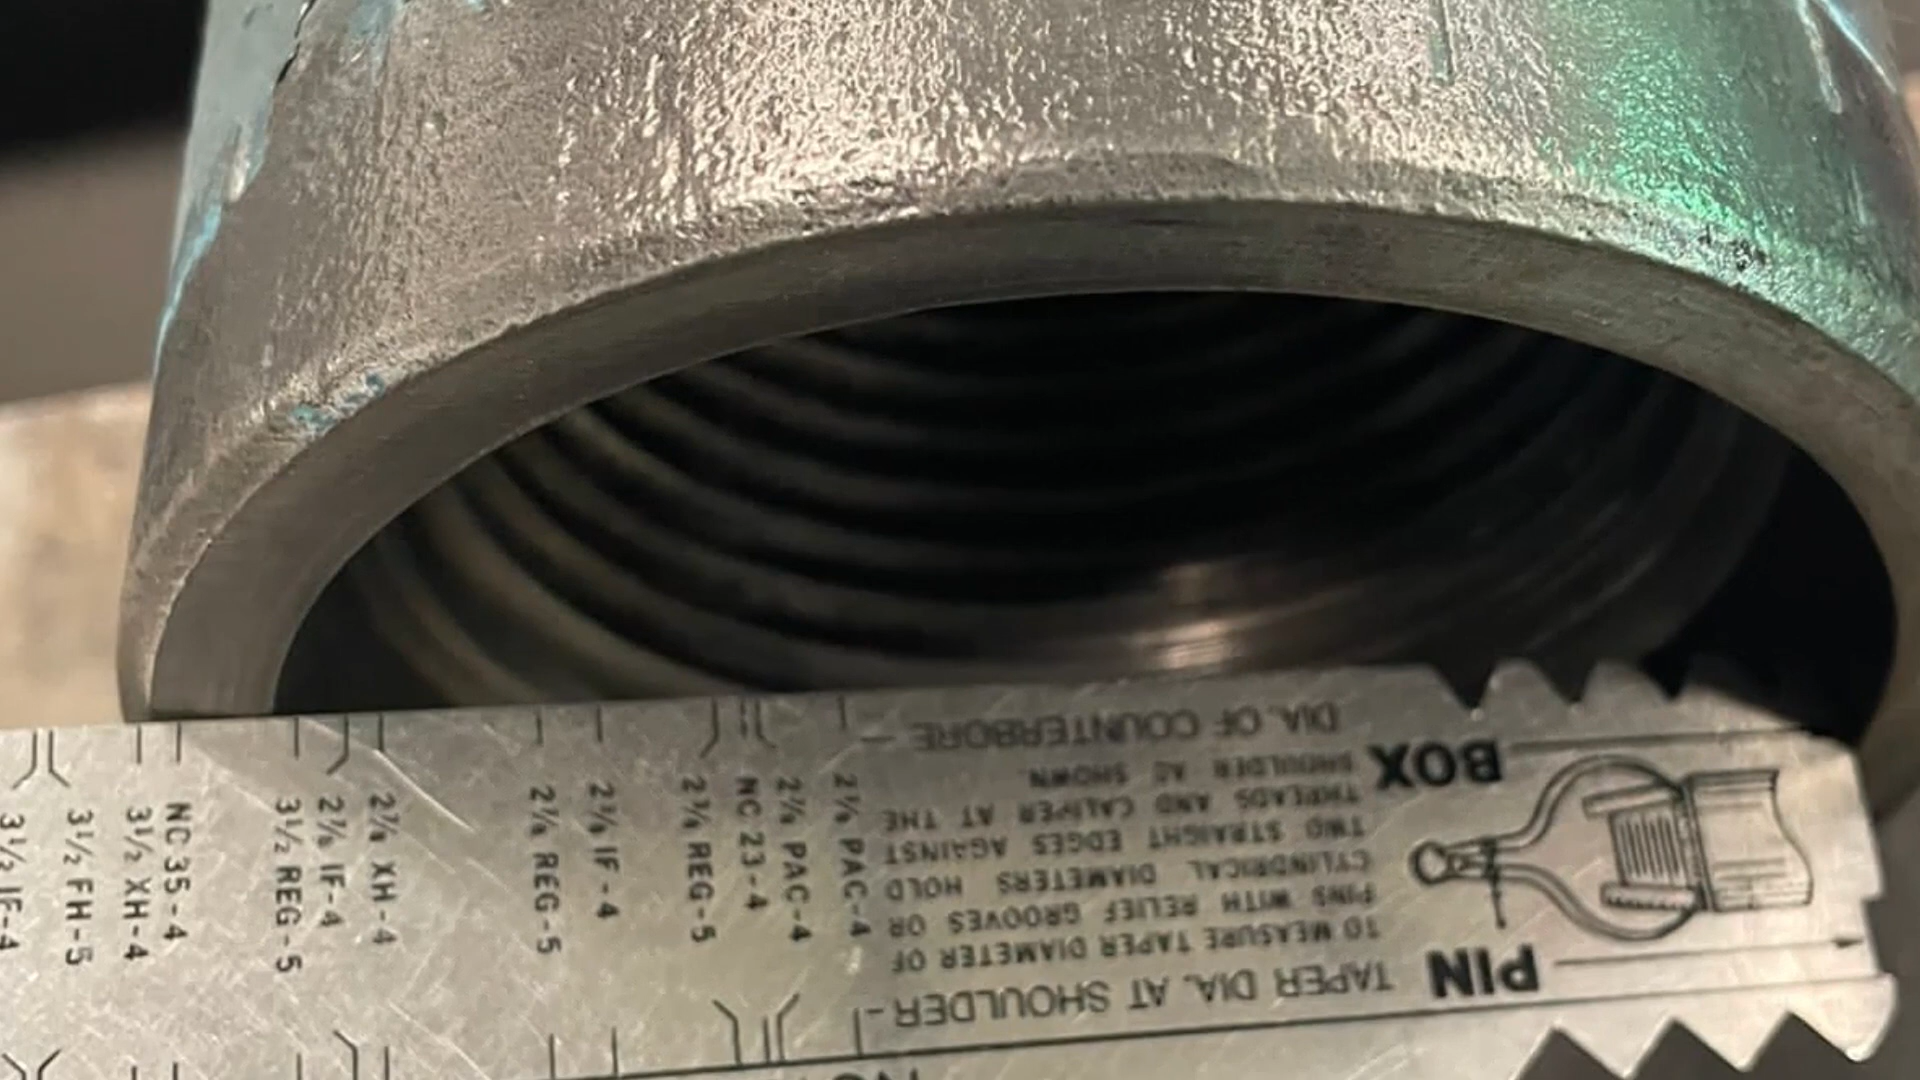 DIA. OF COUNTERBORE
BOX
SHOULDER AS SHOWN.
THREADS AND CALIPER AT THE
TWO STRAIGHT EDGES AGAINST
CYLINDRICAL DIAMETERS HOLD
PINS WITH RELIEF GROOVES OR
TO MEASURE TAPER DIAMETER OF
PIN
TAPER DIA. AT SHOULDER
2⅞ PAC-4
NC 23-4
2⅜ REG-5
2⅜ IF-4
2⅞ REG-5
2⅞ XH-4
2⅞ IF-4
3½ REG-5
NC 35-4
3½ XH-4
3½ FH-5
3½ IF-4